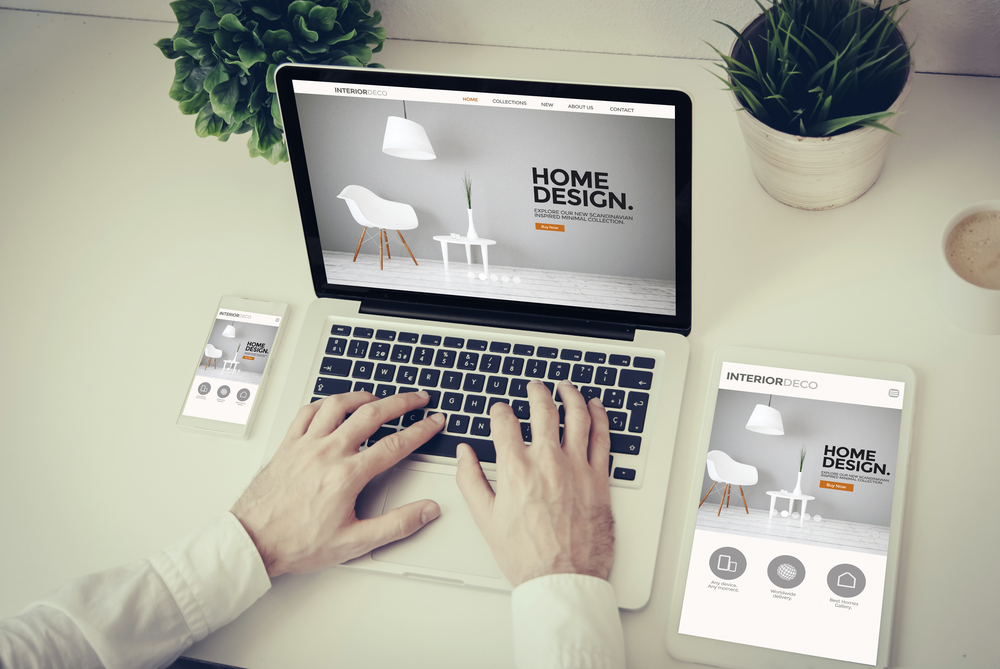 INTERIORDECO
HOME COLLECTIONS NEW ABOUT US CONTACT
HOME
DESIGN.
EXPLORE OUR NEW SCANDINAVIAN
INSPIRED MINIMAL COLLECTION.
Buy Now
INTERIORDECO
HOME
DESIGN.
INTERIORDECO
HOME
DESIGN.
EXPLORE OUR NEW SCANDINAVIAN
INSPIRED MINIMAL COLLECTION.
Buy Now
Any device.
Any moment.
Worldwide
delivery.
Best Homes
Gallery.